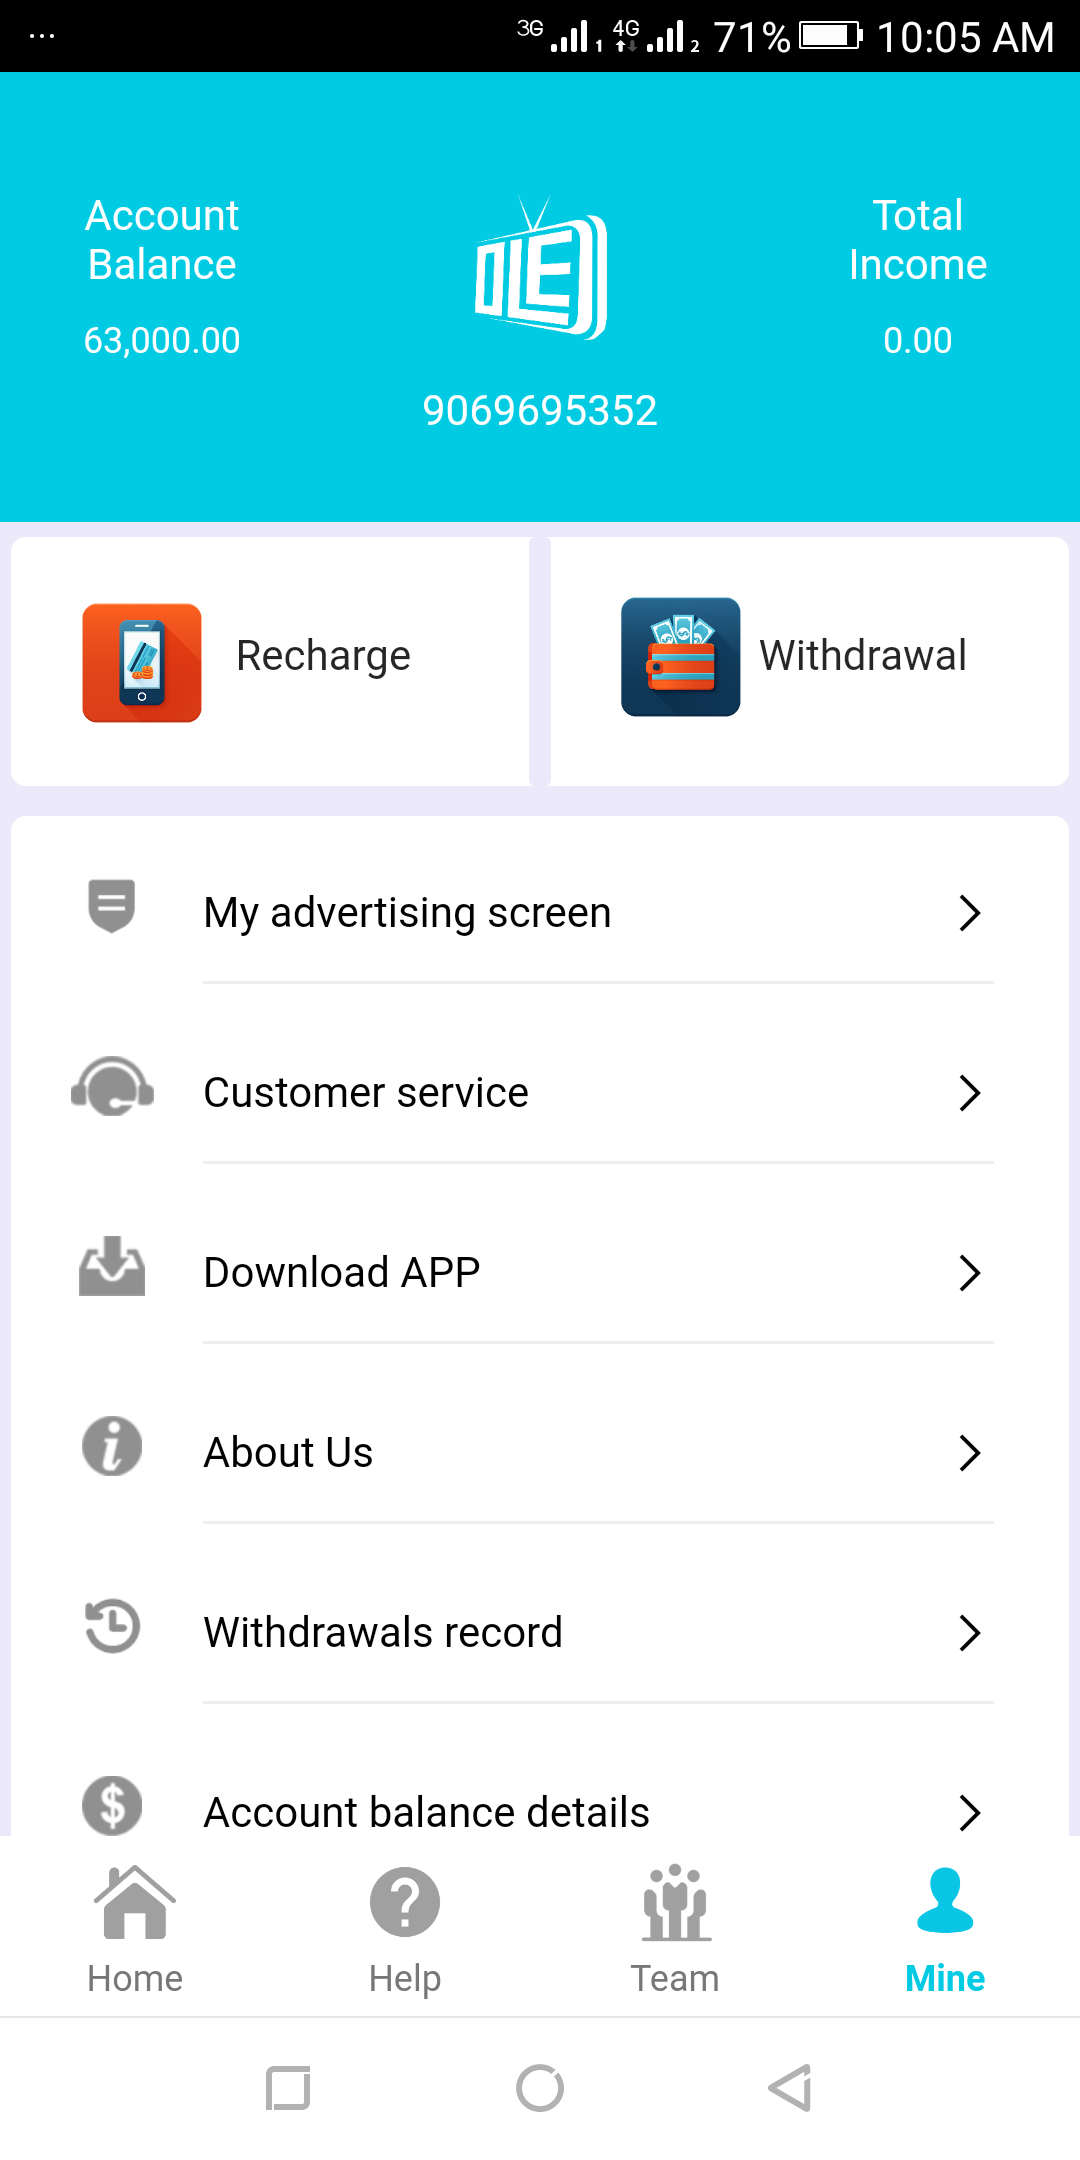 ... 3G 1 4G 2 71% 10:05 AM
Account
Balance
63,000.00
Total
Income
0.00
9069695352
Recharge
Withdrawal
My advertising screen
Customer service
Download APP
About Us
Withdrawals record
Account balance details
Home
Help
Team
Mine